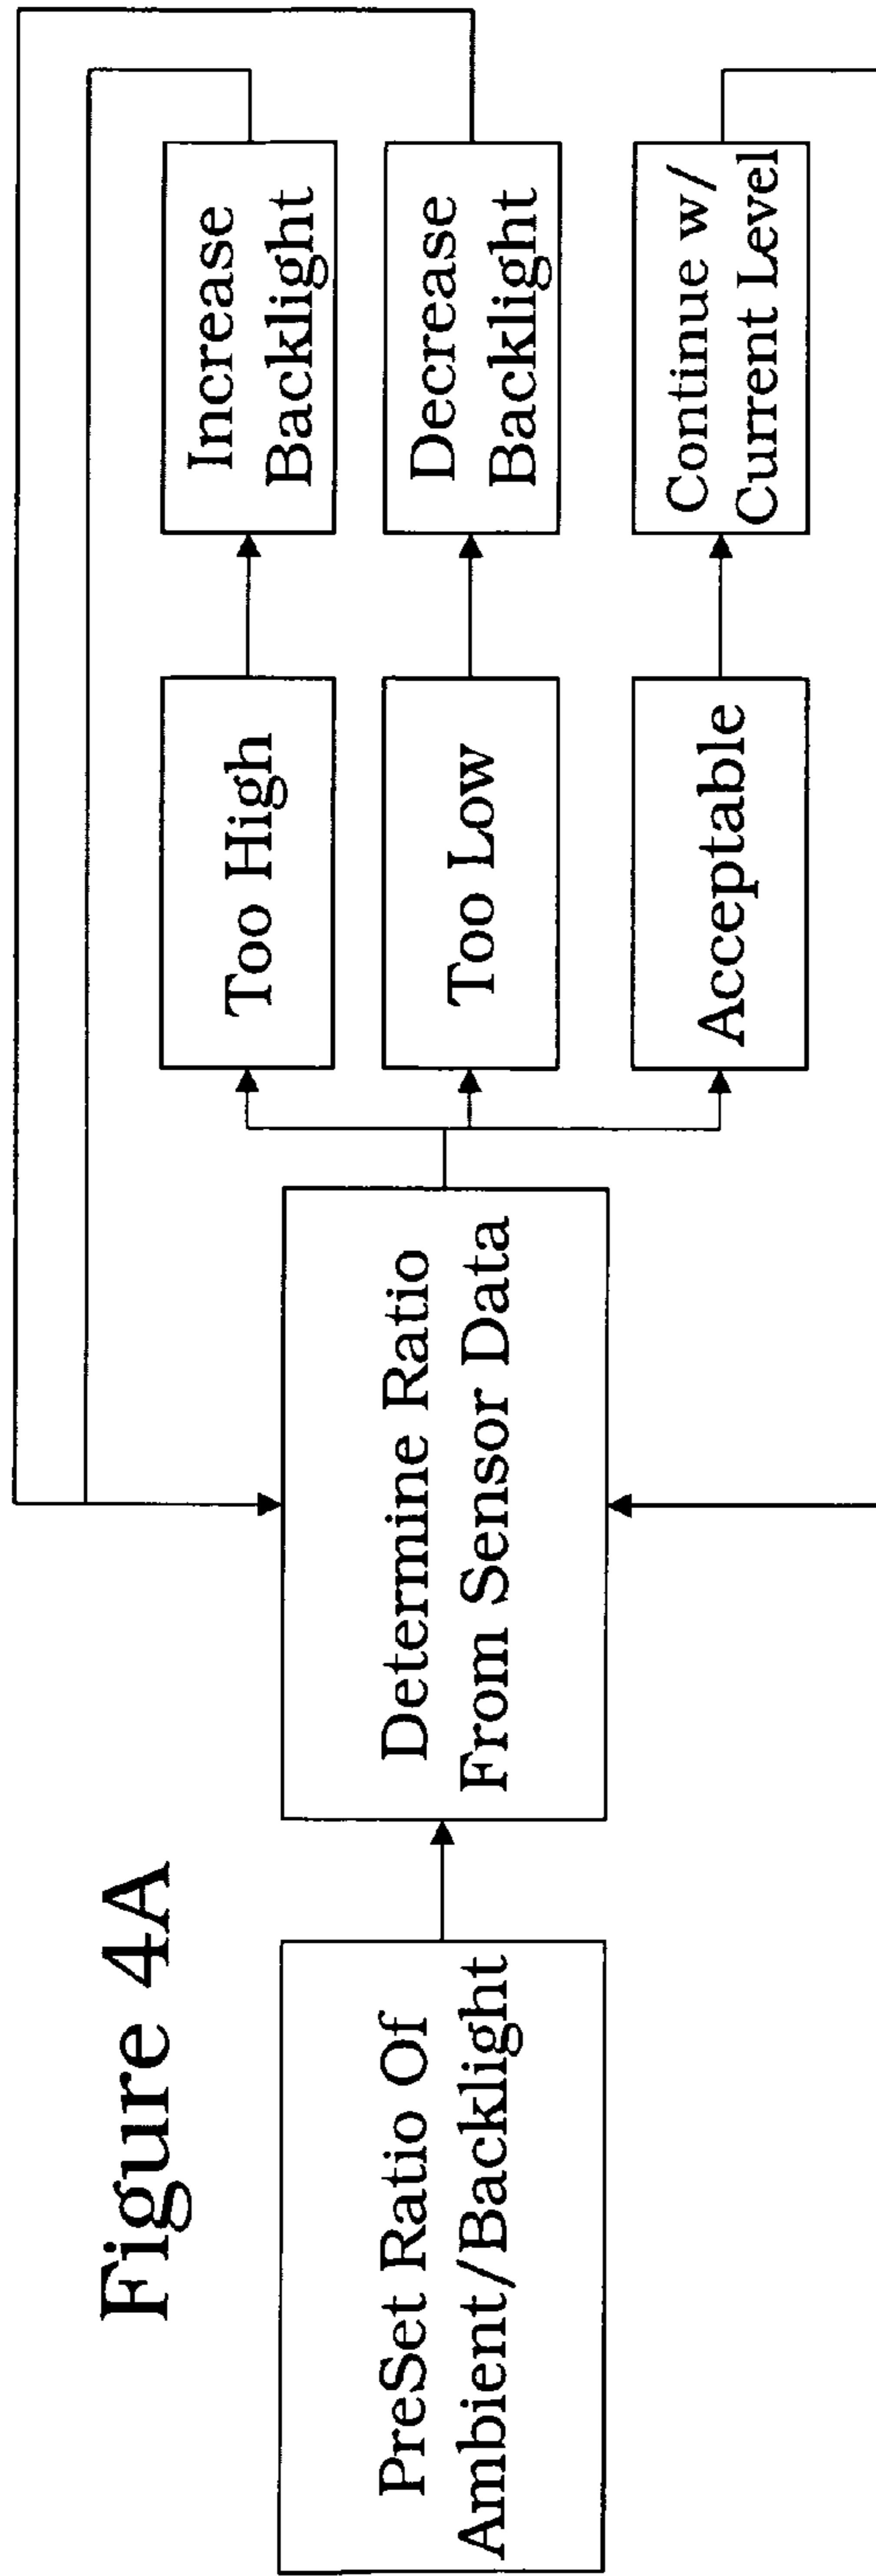 Figure 4A
PreSet Ratio Of
Ambient/Backlight
Determine Ratio
From Sensor Data
Too High
Increase
Backlight
Too Low
Decrease
Backlight
Acceptable
Continue w/
Current Level